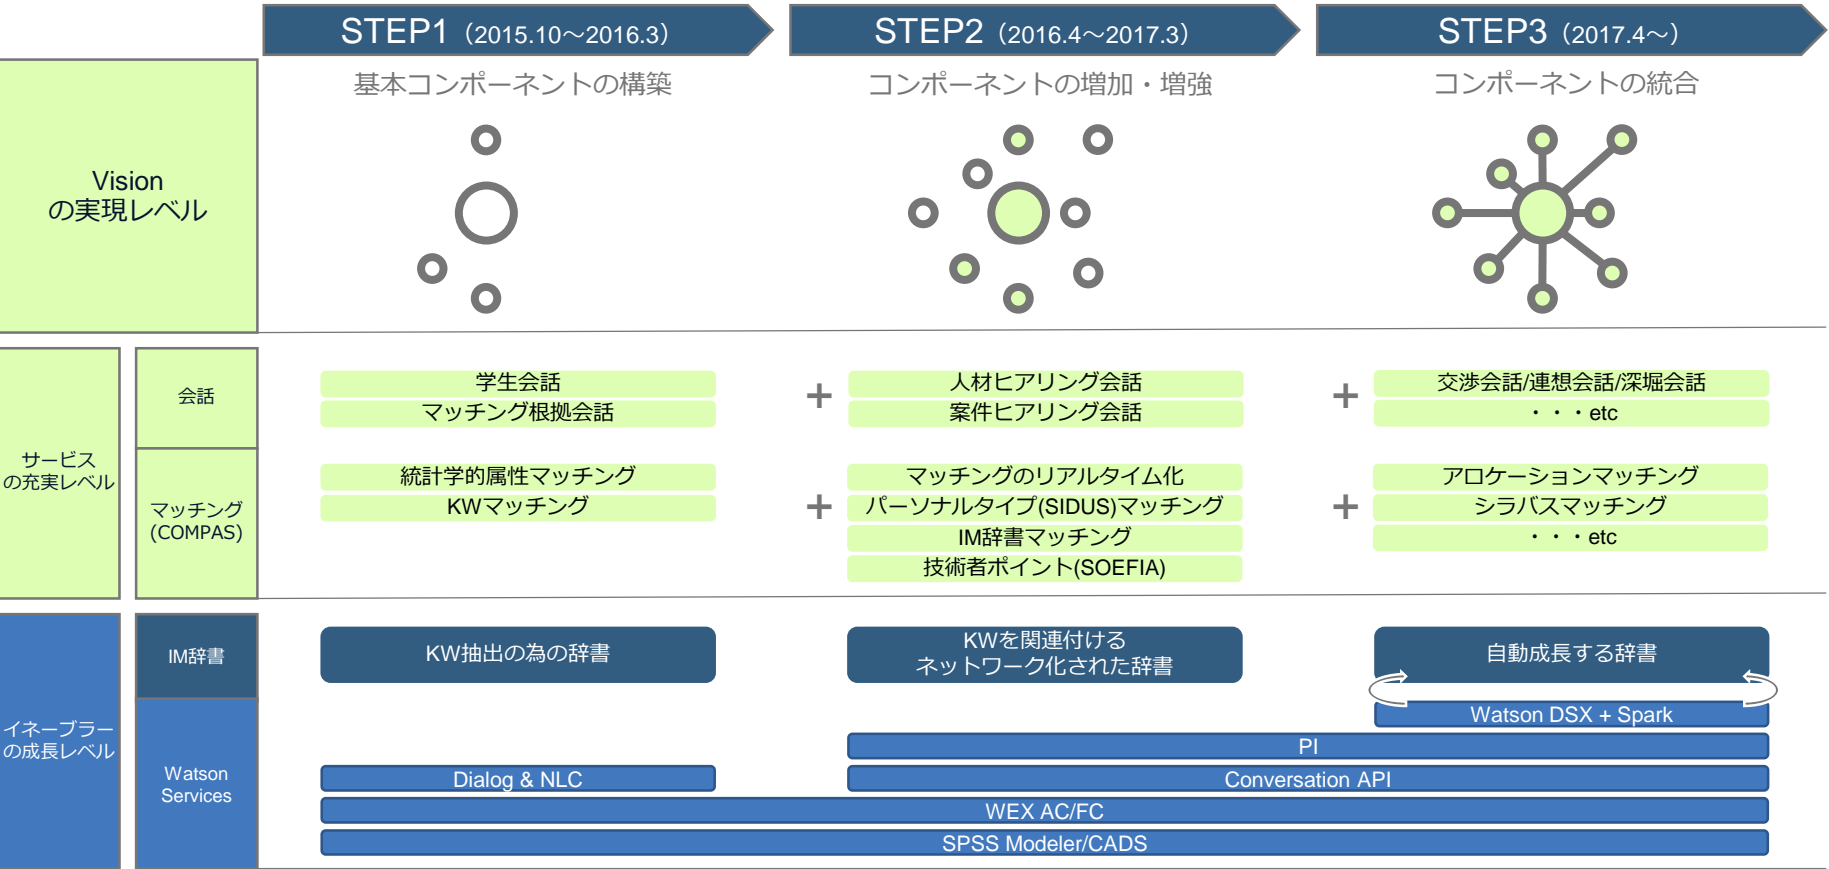 STEP1（2015.10～2016.3）
STEP2（2016.4～2017.3）
STEP3（2017.4～）
基本コンポーネントの構築
コンポーネントの増加・増強
コンポーネントの統合
Vision
の実現レベル
サービス
の充実レベル
会話
学生会話
マッチング根拠会話
+
人材ヒアリング会話
案件ヒアリング会話
+
交渉会話/連想会話/深堀会話
・・・etc
マッチング
(COMPAS)
統計学的属性マッチング
KWマッチング
+
マッチングのリアルタイム化
パーソナルタイプ(SIDUS)マッチング
IM辞書マッチング
技術者ポイント(SOEFIA)
+
アロケーションマッチング
シラバスマッチング
・・・etc
イネーブラー
の成長レベル
IM辞書
KW抽出の為の辞書
KWを関連付ける
ネットワーク化された辞書
自動成長する辞書
Watson
Services
Watson DSX + Spark
PI
Dialog & NLC
Conversation API
WEX AC/FC
SPSS Modeler/CADS